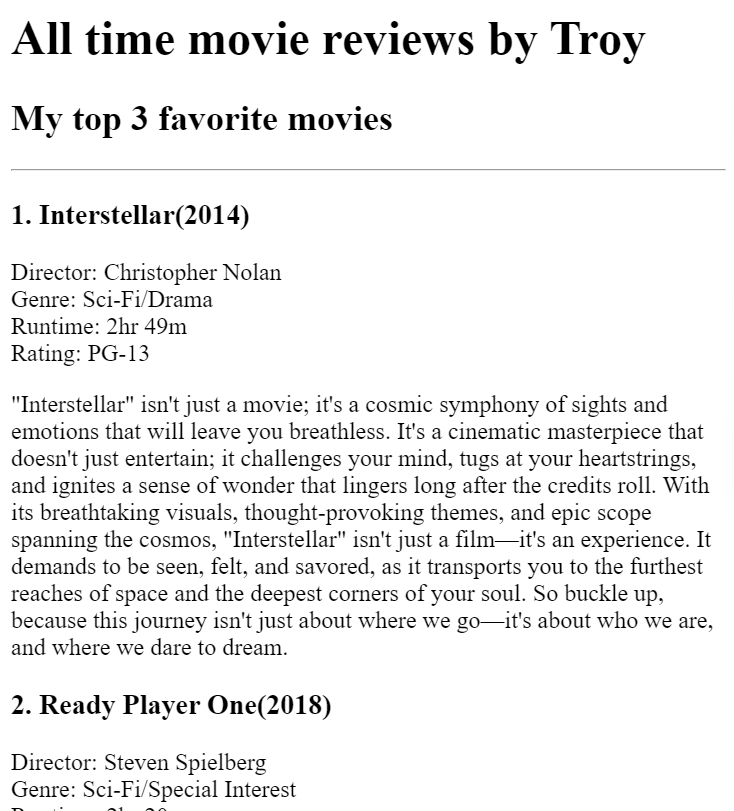 All time movie reviews by Troy
My top 3 favorite movies
1. Interstellar(2014)
Director: Christopher Nolan
Genre: Sci-Fi/Drama
Runtime: 2hr 49m
Rating: PG-13
"Interstellar" isn't just a movie; it's a cosmic symphony of sights and
emotions that will leave you breathless. It's a cinematic masterpiece that
doesn't just entertain; it challenges your mind, tugs at your heartstrings,
and ignites a sense of wonder that lingers long after the credits roll. With
its breathtaking visuals, thought-provoking themes, and epic scope
spanning the cosmos, "Interstellar" isn't just a film—it's an experience. It
demands to be seen, felt, and savored, as it transports you to the furthest
reaches of space and the deepest corners of your soul. So buckle up,
because this journey isn't just about where we go—it's about who we are,
and where we dare to dream.
2. Ready Player One(2018)
Director: Steven Spielberg
Genre: Sci-Fi/Special Interest